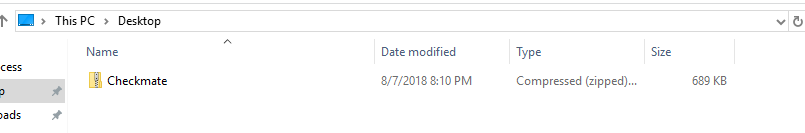 This PC > Desktop
Name Date modified Type Size
cess
p Checkmate 8/7/2018 8:10 PM Compressed (zipped)... 689 KB
oads